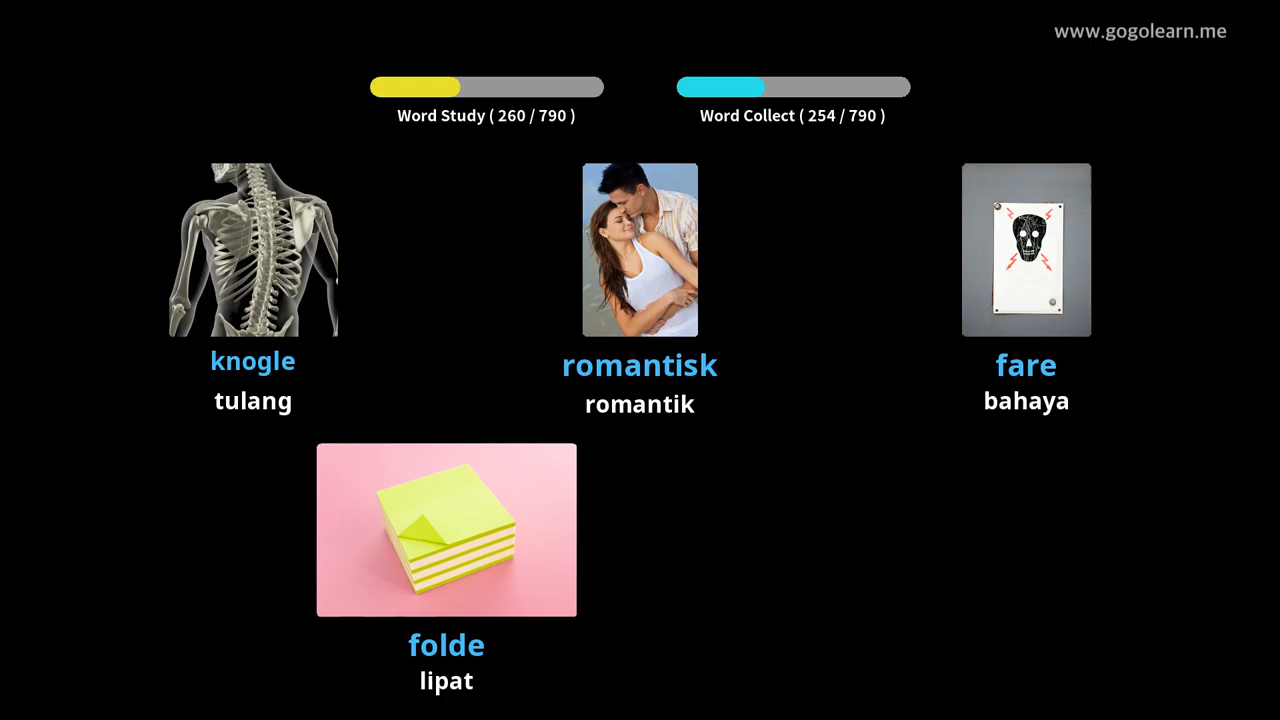 www.gogolearn.me
Word Study ( 260 / 790 )
Word Collect ( 254 / 790 )
knogle
tulang
romantisk
romantik
fare
bahaya
folde
lipat